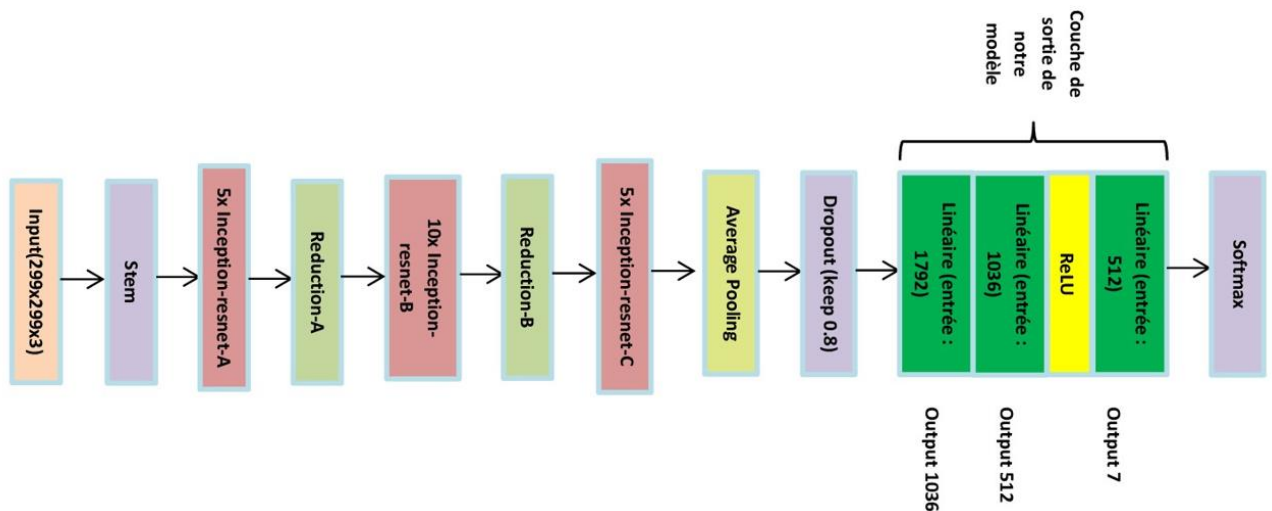 Input(299x299x3)
Stem
5x Inception-resnet-A
Reduction-A
10x Inception-
resnet-B
Reduction-B
5x Inception-resnet-C
Average Pooling
Dropout (keep 0.8)
Couche de
sortie de
notre
modèle
Linéaire (entrée :
1792)
Output 1036
Linéaire (entrée :
1036)
Output 512
ReLU
Linéaire (entrée :
512)
Output 7
Softmax